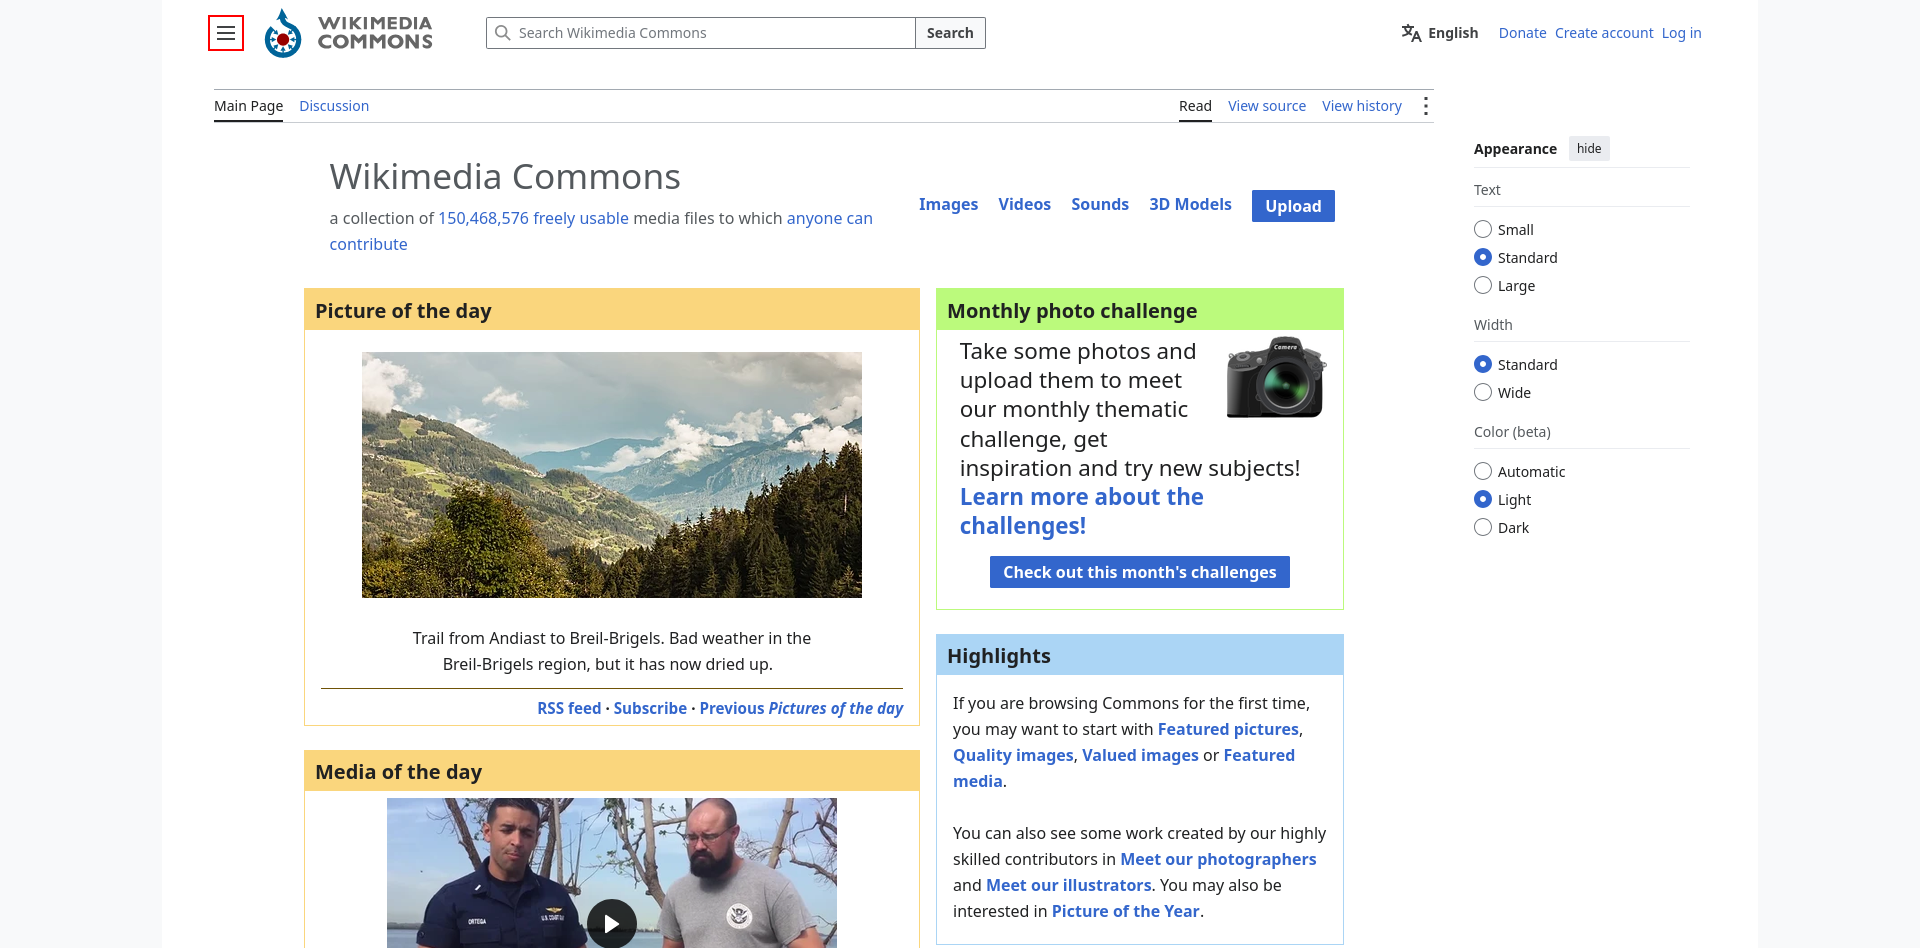 WIKIMEDIA
COMMONS
Search Wikimedia Commons
Search
English
Donate
Create account
Log in
Main Page
Discussion
Read
View source
View history
Wikimedia Commons
a collection of 150,468,576 freely usable media files to which anyone can
contribute
Images
Videos
Sounds
3D Models
Upload
Picture of the day
Trail from Andiast to Breil-Brigels. Bad weather in the
Breil-Brigels region, but it has now dried up.
RSS feed · Subscribe · Previous Pictures of the day
Media of the day
ORTEGA
U.S. COAST GU
Monthly photo challenge
Camera
Take some photos and
upload them to meet
our monthly thematic
challenge, get
inspiration and try new subjects!
Learn more about the
challenges!
Check out this month's challenges
Highlights
If you are browsing Commons for the first time,
you may want to start with Featured pictures,
Quality images, Valued images or Featured
media.
You can also see some work created by our highly
skilled contributors in Meet our photographers
and Meet our illustrators. You may also be
interested in Picture of the Year.
Appearance
hide
Text
Small
Standard
Large
Width
Standard
Wide
Color (beta)
Automatic
Light
Dark